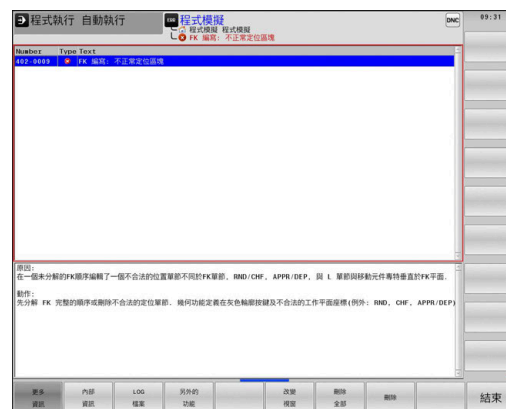 程式執行 自動執行
ERR 程式模擬
程式模擬 程式模擬
FK 編寫: 不正常定位區塊
DNC
09:31
Number Type Text
402-0009 FK 編寫: 不正常定位區塊
原因:
在一個未分解的FK順序編輯了一個不合法的位置單節不同於FK單節, RND/CHF, APPR/DEP, 與 L 單節與移動元件專特垂直於FK平面.
動作:
先分解 FK 完整的順序或刪除不合法的定位單節. 幾何功能定義在灰色輪廓按鍵及不合法的工作平面座標(例外: RND, CHF, APPR/DEP)
更多
資訊
內部
資訊
LOG
檔案
另外的
功能
改變
視窗
刪除
全部
刪除
結束